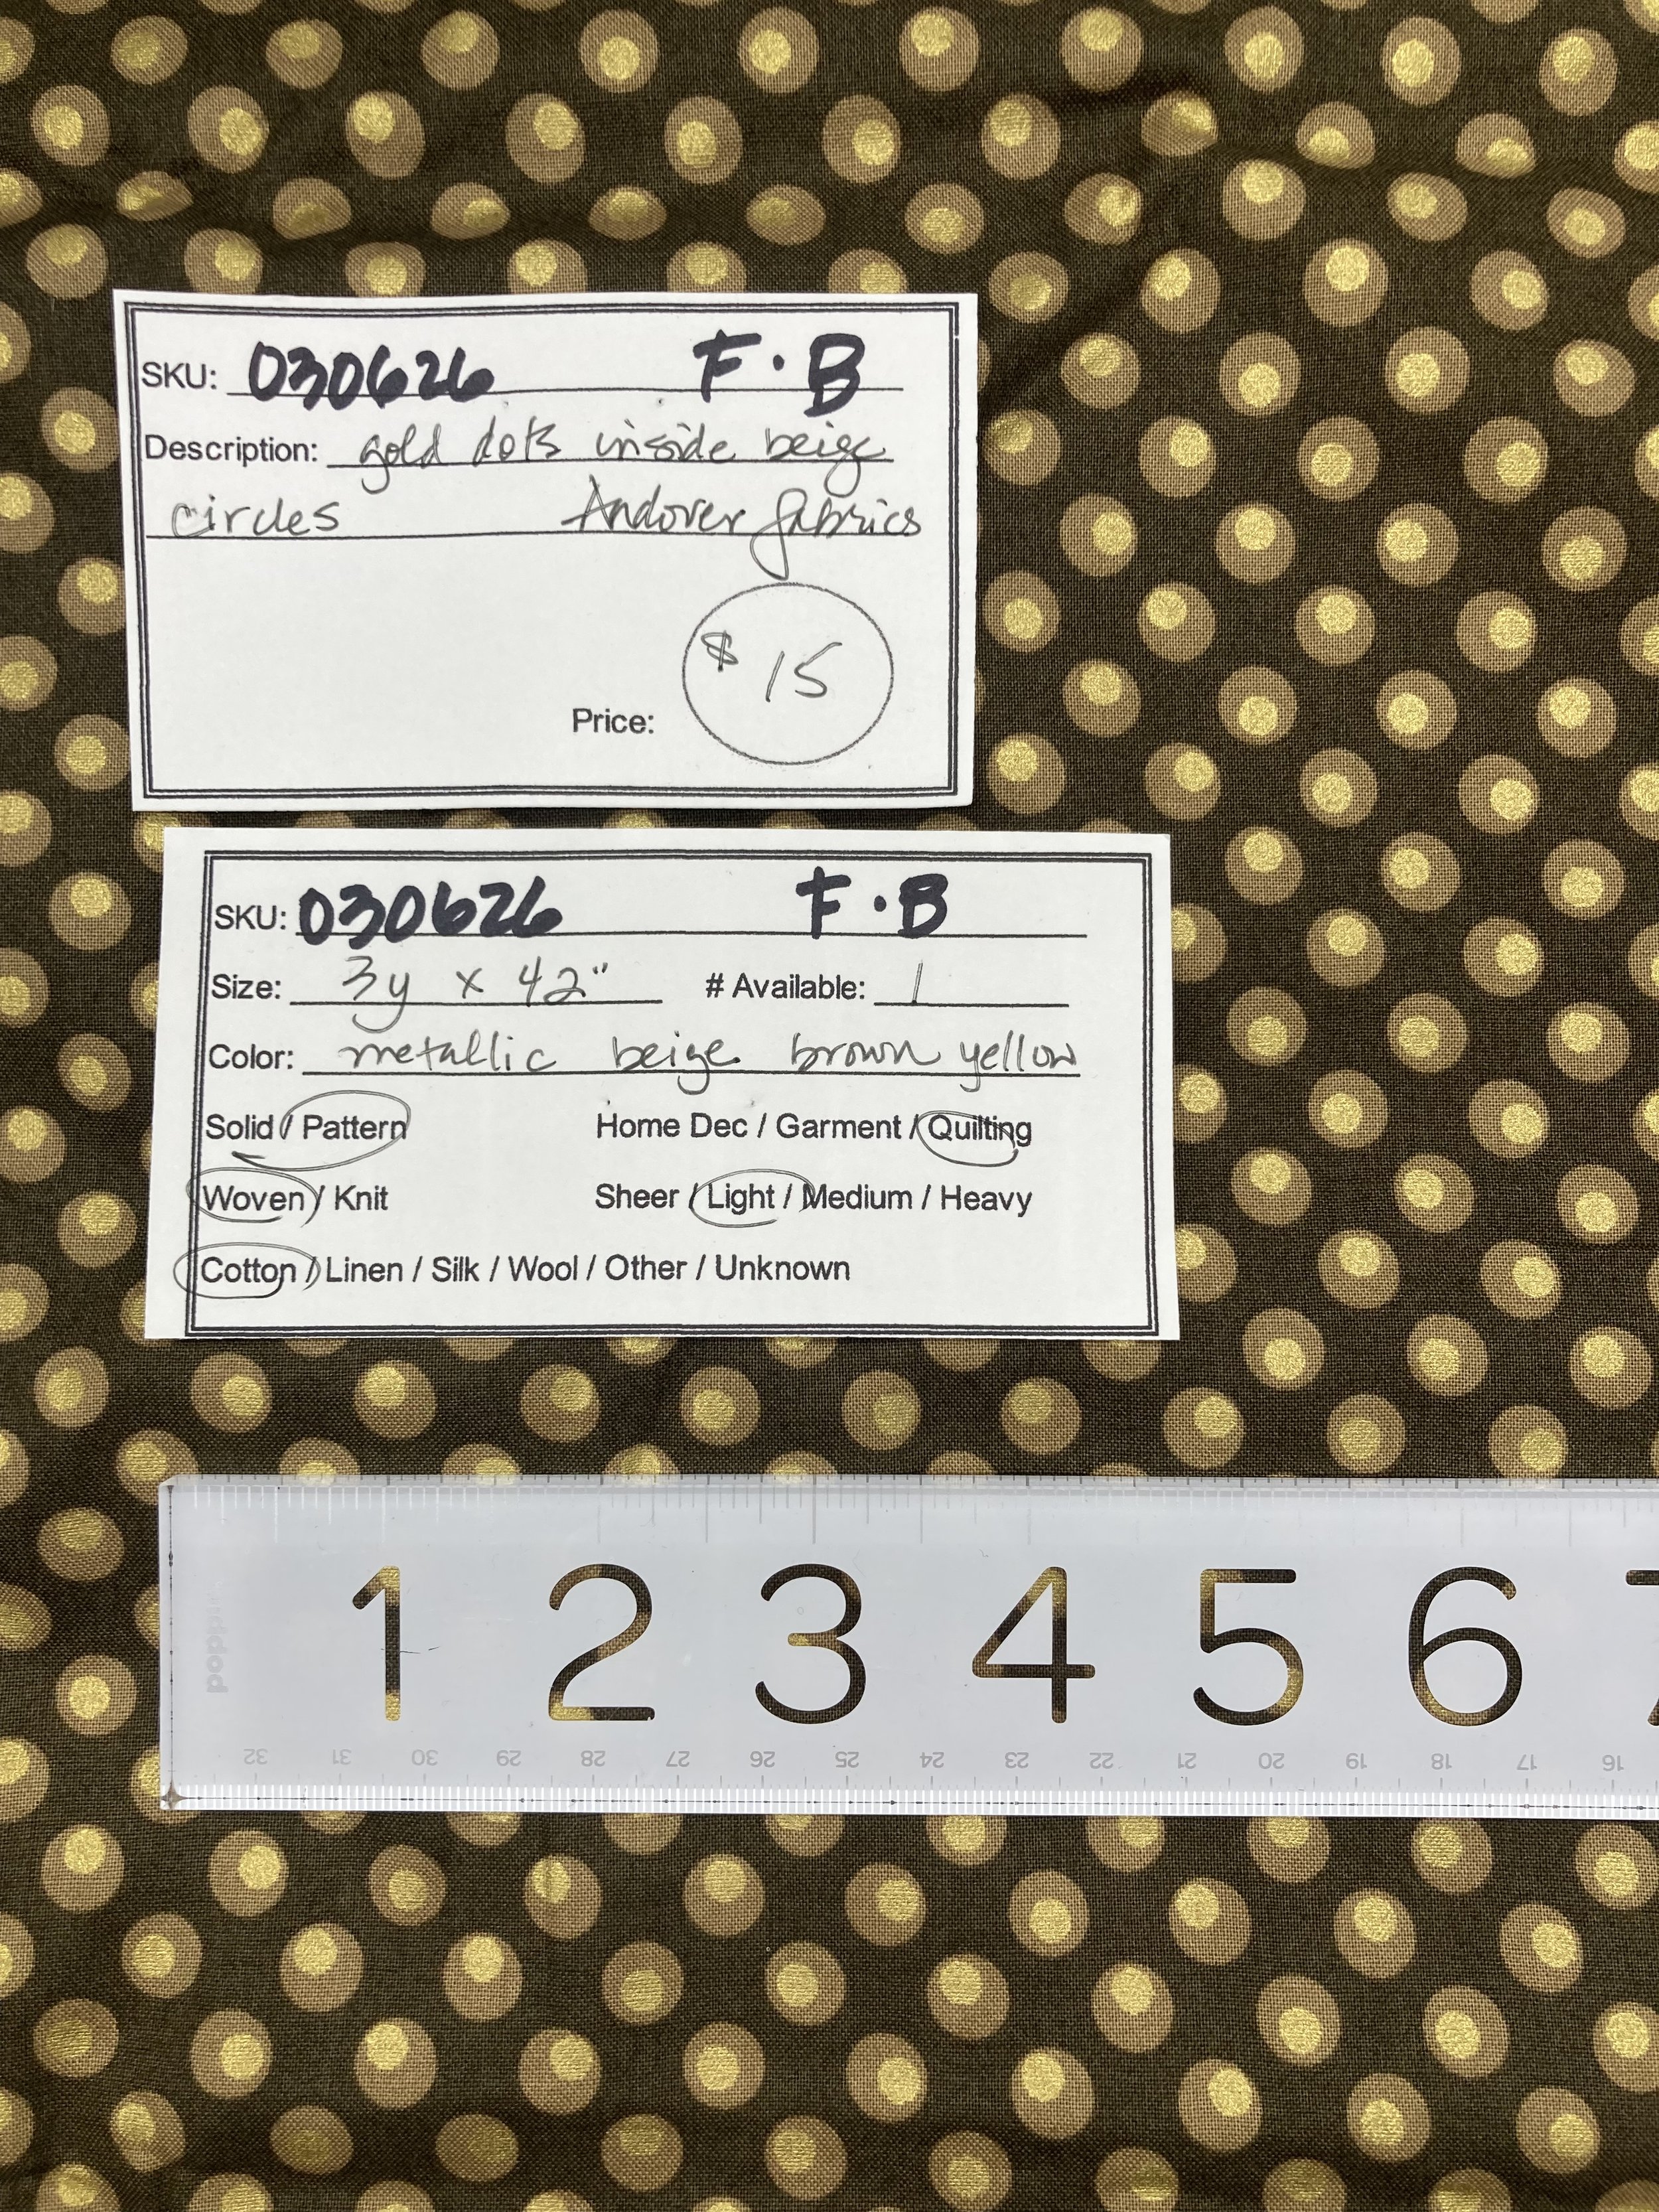 SKU: 030626 F·B
Description: gold dots inside beige
circles Andover fabrics
$15
Price:
SKU: 030626 F·B
Size: 3y x 42" # Available: 1
Color: metallic beige brown yellow
Solid / Pattern Home Dec / Garment / Quilting
Woven / Knit Sheer / Light / Medium / Heavy
Cotton / Linen / Silk / Wool / Other / Unknown
1 2 3 4 5 6 7
32 31 30 29 28 27 26 25 24 23 22 21 20 19 18 17 16